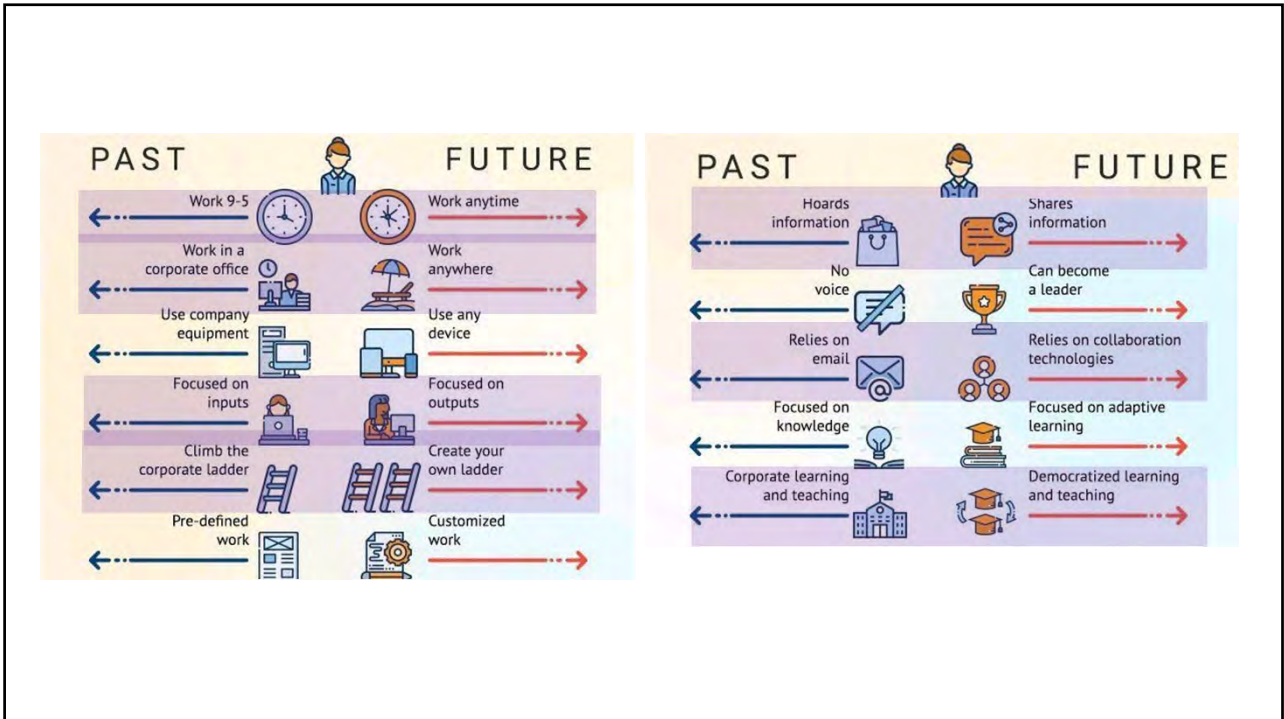 PAST
FUTURE
Work 9-5
Work anytime
Work in a
corporate office
Work
anywhere
Use company
equipment
Use any
device
Focused on
inputs
Focused on
outputs
Climb the
corporate ladder
Create your
own ladder
Pre-defined
work
Customized
work
PAST
FUTURE
Hoards
information
Shares
information
No
voice
Can become
a leader
Relies on
email
Relies on collaboration
technologies
Focused on
knowledge
Focused on adaptive
learning
Corporate learning
and teaching
Democratized learning
and teaching